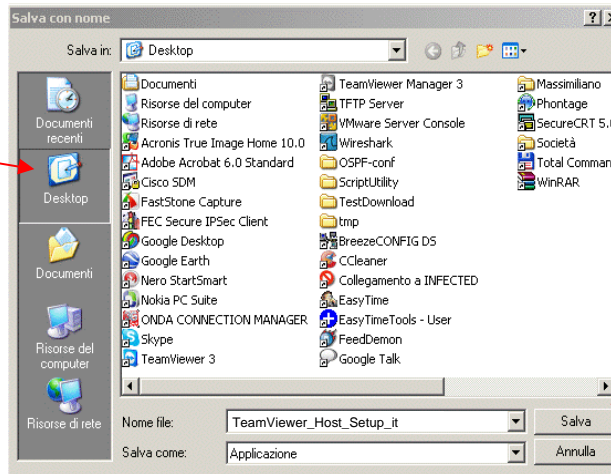 Salva con nome
Salva in:
Desktop
Documenti recenti
Desktop
Documenti
Risorse del computer
Risorse di rete
Documenti
Risorse del computer
Risorse di rete
Acronis True Image Home 10.0
Adobe Acrobat 6.0 Standard
Cisco SDM
FastStone Capture
FEC Secure IPSec Client
Google Desktop
Google Earth
Nero StartSmart
Nokia PC Suite
ONDA CONNECTION MANAGER
Skype
TeamViewer 3
TeamViewer Manager 3
TFTP Server
VMware Server Console
Wireshark
OSPF-conf
ScriptUtility
TestDownload
tmp
BreezeCONFIG DS
CCleaner
Collegamento a INFECTED
EasyTime
EasyTimeTools - User
FeedDemon
Google Talk
Massimiliano
Phontage
SecureCRT 5.
Società
Total Comman
WinRAR
Nome file:
TeamViewer_Host_Setup_it
Salva
Salva come:
Applicazione
Annulla